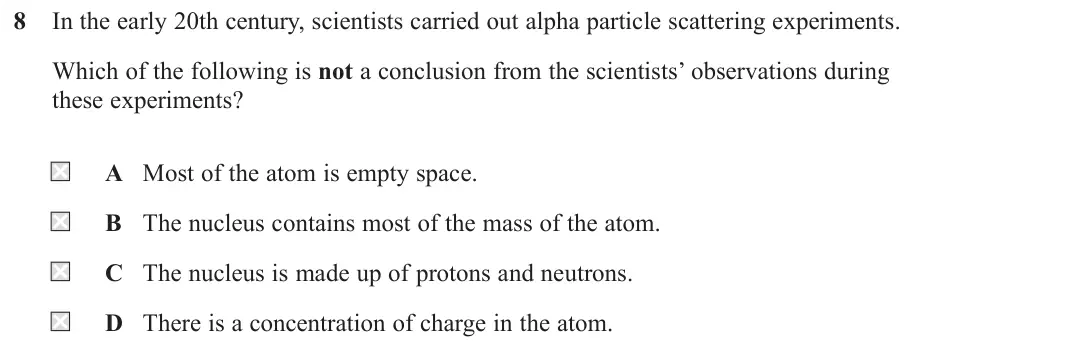 8 In the early 20th century, scientists carried out alpha particle scattering experiments.
Which of the following is not a conclusion from the scientists' observations during
these experiments?
A Most of the atom is empty space.
B The nucleus contains most of the mass of the atom.
C The nucleus is made up of protons and neutrons.
D There is a concentration of charge in the atom.